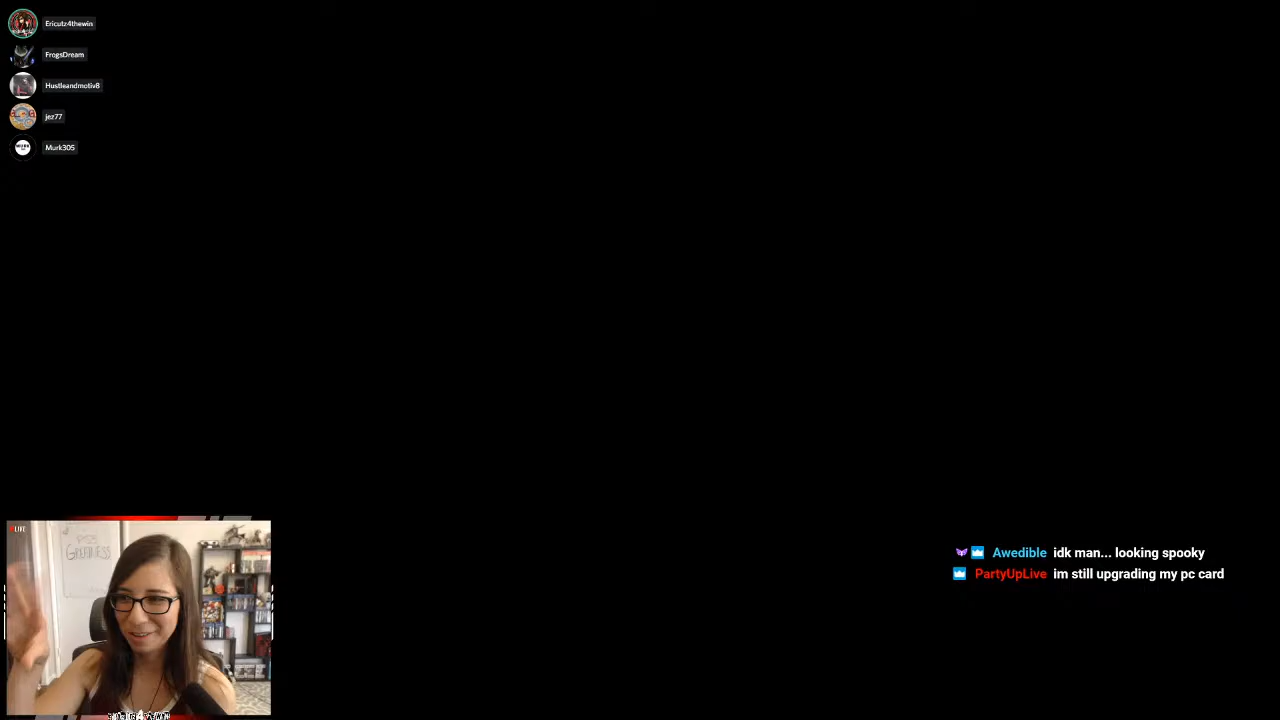 Ericutz4thewin
FrogsDream
Hustleandmotiv8
jez77
Murk305
LIVE
Awedible idk man... looking spooky
PartyUpLive im still upgrading my pc card